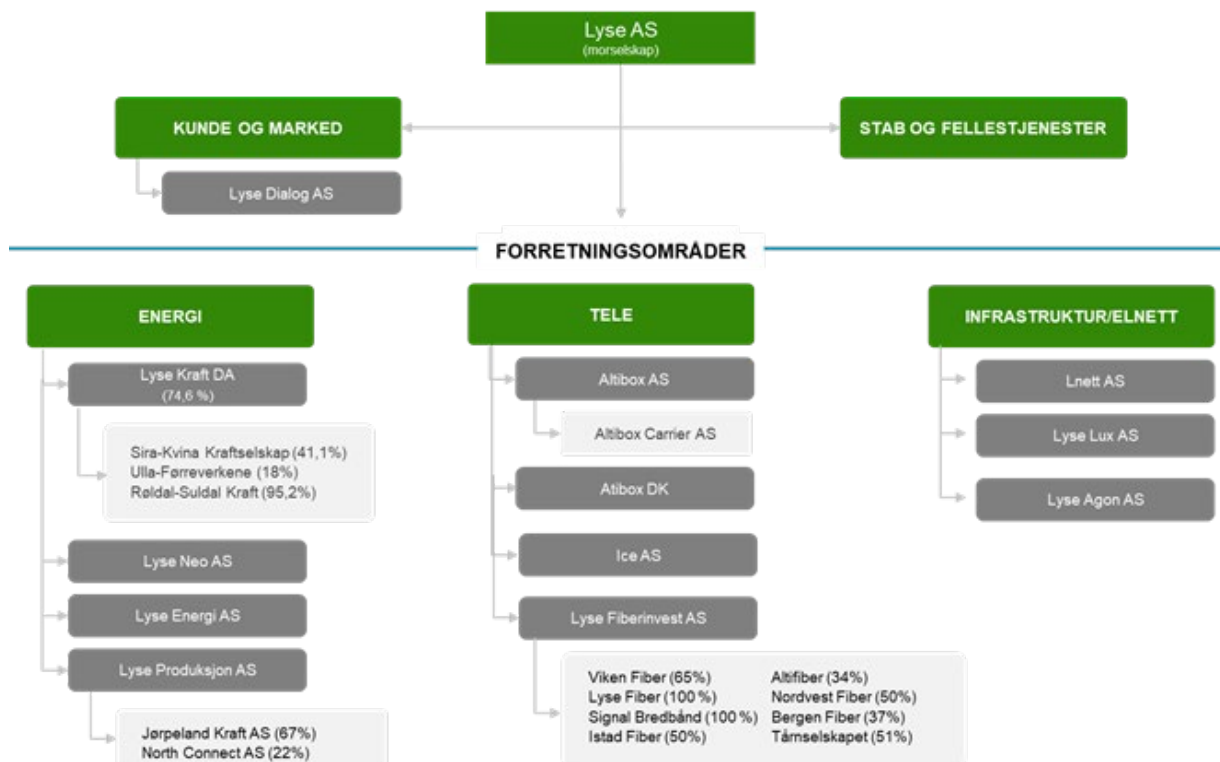 Lyse AS
(morselskap)
KUNDE OG MARKED
STAB OG FELLESTJENESTER
Lyse Dialog AS
FORRETNINGSOMRÅDER
ENERGI
Lyse Kraft DA
(74,6 %)
Sira-Kvina Kraftselskap (41,1%)
Ulla-Førreverkene (18%)
Røldal-Suldal Kraft (95,2%)
Lyse Neo AS
Lyse Energi AS
Lyse Produksjon AS
Jørpeland Kraft AS (67%)
North Connect AS (22%)
TELE
Altibox AS
Altibox Carrier AS
Atibox DK
Ice AS
Lyse Fiberinvest AS
Viken Fiber (65%)
Lyse Fiber (100 %)
Signal Bredbånd (100 %)
Istad Fiber (50%)
Altifiber (34%)
Nordvest Fiber (50%)
Bergen Fiber (37%)
Tårnselskapet (51%)
INFRASTRUKTUR/ELNETT
Lnett AS
Lyse Lux AS
Lyse Agon AS